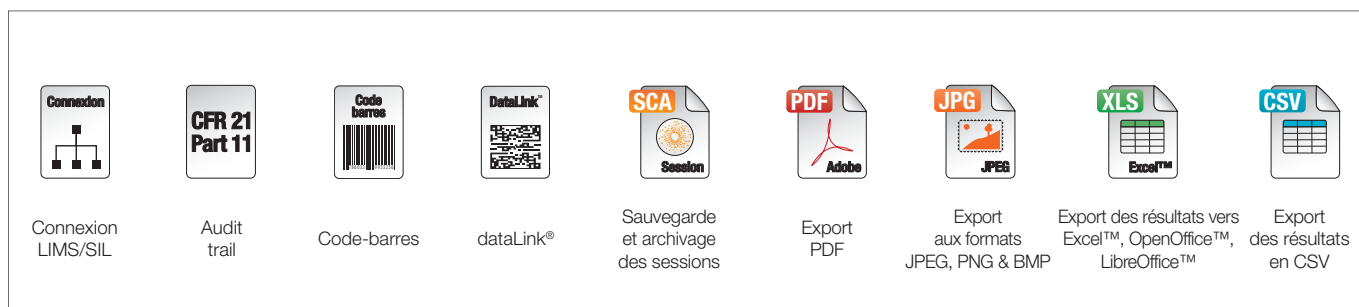 Connexion
CFR 21
Part 11
Code
barres
DataLink™
SCA
Session
PDF
Adobe
JPG
JPEG
XLS
Excel™
CSV
Connexion
LIMS/SIL
Audit
trail
Code-barres
dataLink®
Sauvegarde
et archivage
des sessions
Export
PDF
Export
aux formats
JPEG, PNG & BMP
Export des résultats vers
Excel™, OpenOffice™,
LibreOffice™
Export
des résultats
en CSV